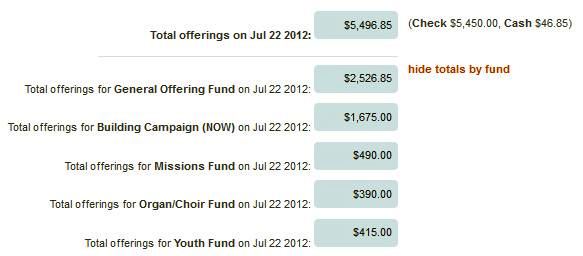 Total offerings on Jul 22 2012: $5,496.85 (Check $5,450.00, Cash $46.85)
hide totals by fund
Total offerings for General Offering Fund on Jul 22 2012: $2,526.85
Total offerings for Building Campaign (NOW) on Jul 22 2012: $1,675.00
Total offerings for Missions Fund on Jul 22 2012: $490.00
Total offerings for Organ/Choir Fund on Jul 22 2012: $390.00
Total offerings for Youth Fund on Jul 22 2012: $415.00